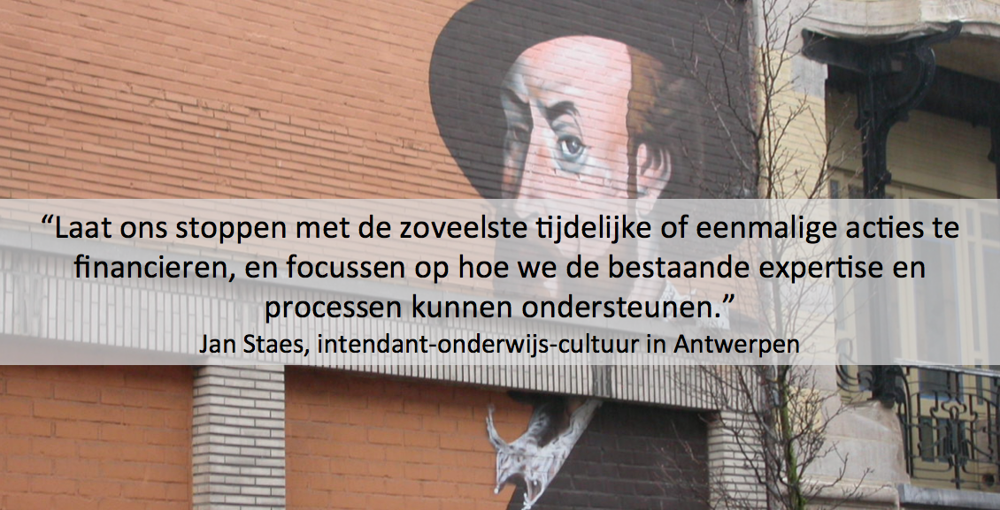 “Laat ons stoppen met de zoveelste tijdelijke of eenmalige acties te
financieren, en focussen op hoe we de bestaande expertise en
processen kunnen ondersteunen.”
Jan Staes, intendant-onderwijs-cultuur in Antwerpen